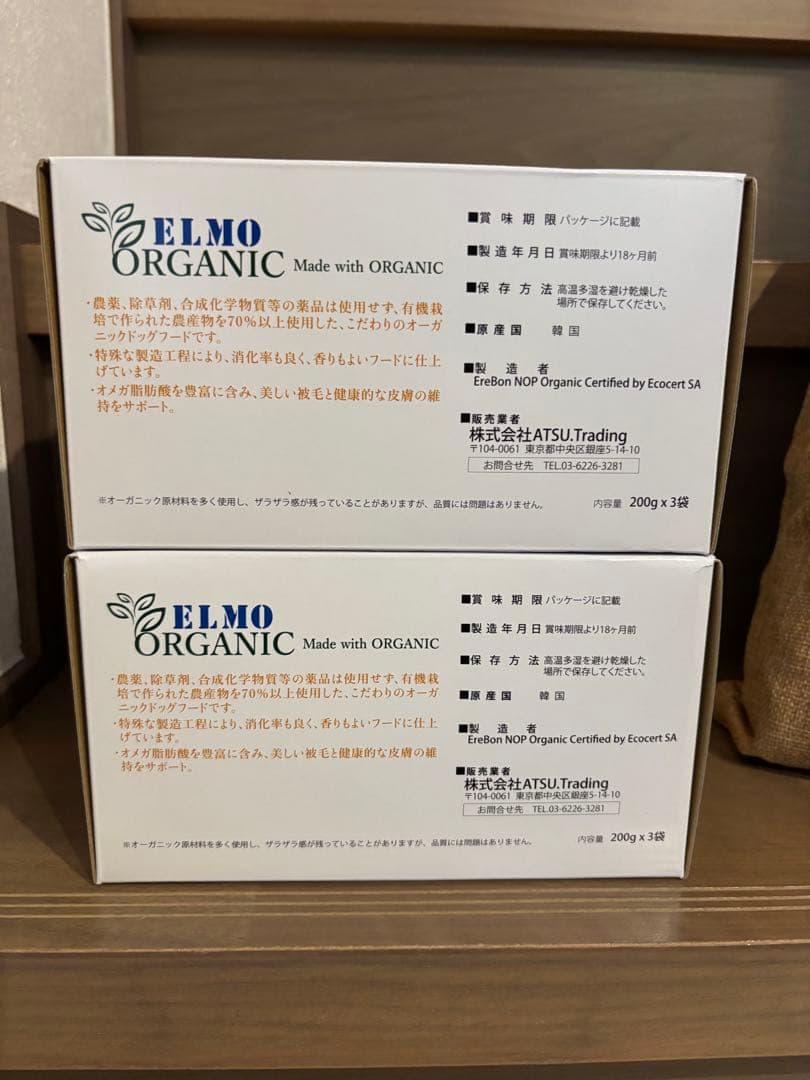 ELMO
ORGANIC Made with ORGANIC
・農薬、除草剤、合成化学物質等の薬品は使用せず、有機栽
培で作られた農産物を70%以上使用した、こだわりのオーガ
ニックドッグフードです。
・特殊な製造工程により、消化率も良く、香りもよいフードに仕上
げています。
・オメガ脂肪酸を豊富に含み、美しい被毛と健康的な皮膚の維
持をサポート。
※オーガニック原材料を多く使用し、ザラザラ感が残っていることがありますが、品質には問題はありません。
■賞味期限 パッケージに記載
■製造年月日 賞味期限より18ヶ月前
■保存方法 高温多湿を避け乾燥した
場所で保存してください。
■原産国 韓国
■製造者
EreBon NOP Organic Certified by Ecocert SA
■販売業者
株式会社ATSU.Trading
〒104-0061 東京都中央区銀座5-14-10
お問合せ先 TEL.03-6226-3281
内容量 200g x 3袋
ELMO
ORGANIC Made with ORGANIC
・農薬、除草剤、合成化学物質等の薬品は使用せず、有機栽
培で作られた農産物を70%以上使用した、こだわりのオーガ
ニックドッグフードです。
・特殊な製造工程により、消化率も良く、香りもよいフードに仕上
げています。
・オメガ脂肪酸を豊富に含み、美しい被毛と健康的な皮膚の維
持をサポート。
※オーガニック原材料を多く使用し、ザラザラ感が残っていることがありますが、品質には問題はありません。
■賞味期限 パッケージに記載
■製造年月日 賞味期限より18ヶ月前
■保存方法 高温多湿を避け乾燥した
場所で保存してください。
■原産国 韓国
■製造者
EreBon NOP Organic Certified by Ecocert SA
■販売業者
株式会社ATSU.Trading
〒104-0061 東京都中央区銀座5-14-10
お問合せ先 TEL.03-6226-3281
内容量 200g x 3袋